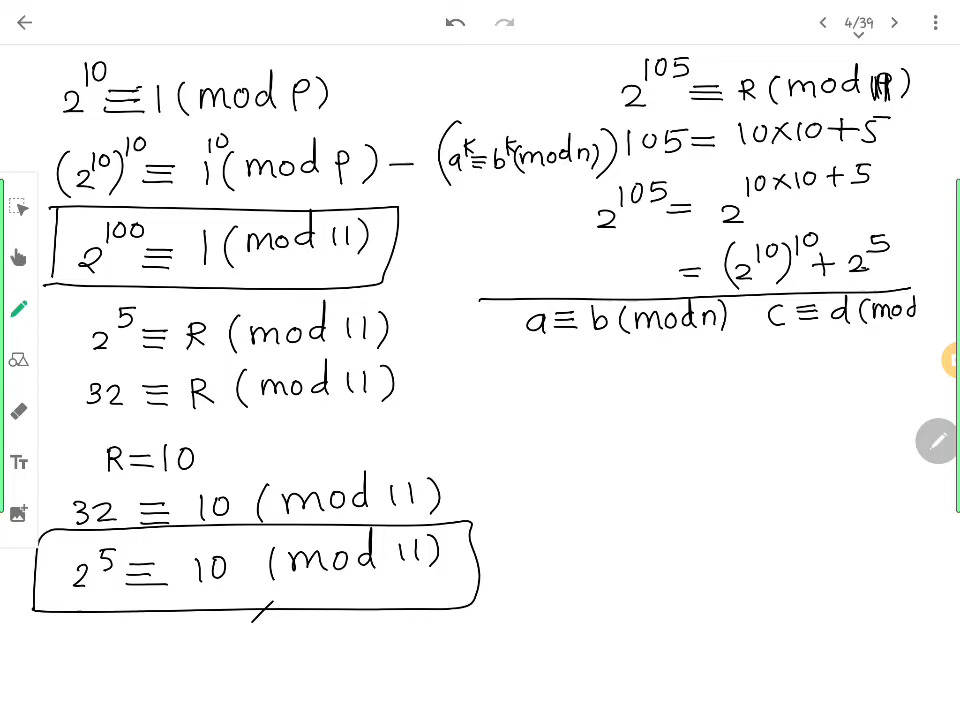 4/39
2^10 ≡ 1 (mod p)
(2^10)^10 ≡ 1^10 (mod p) — (a^k ≡ b^k (mod n))
2^100 ≡ 1 (mod 11)
2^5 ≡ R (mod 11)
32 ≡ R (mod 11)
R = 10
32 ≡ 10 (mod 11)
2^5 ≡ 10 (mod 11)
2^105 ≡ R (mod 11)
105 = 10×10+5
2^105 = 2^10×10+5
= (2^10)^10 + 2^5
a ≡ b (mod n) c ≡ d (mod
Tт